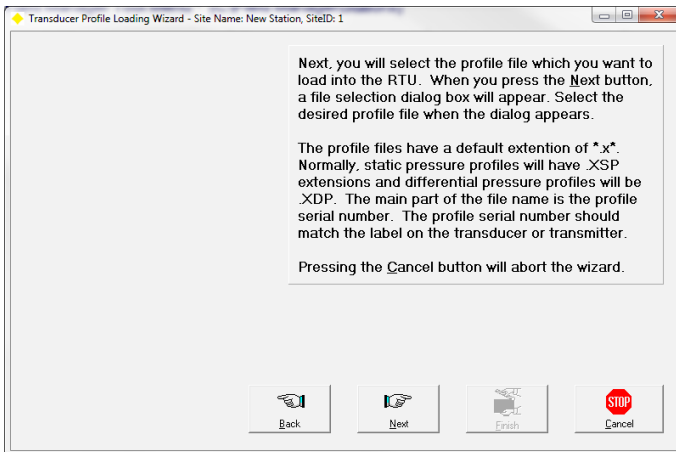 Transducer Profile Loading Wizard - Site Name: New Station, SiteID: 1
Next, you will select the profile file which you want to
load into the RTU. When you press the Next button,
a file selection dialog box will appear. Select the
desired profile file when the dialog appears.
The profile files have a default extention of *.x*.
Normally, static pressure profiles will have .XSP
extensions and differential pressure profiles will be
.XDP. The main part of the file name is the profile
serial number. The profile serial number should
match the label on the transducer or transmitter.
Pressing the Cancel button will abort the wizard.
STOP
Back Next Finish Cancel